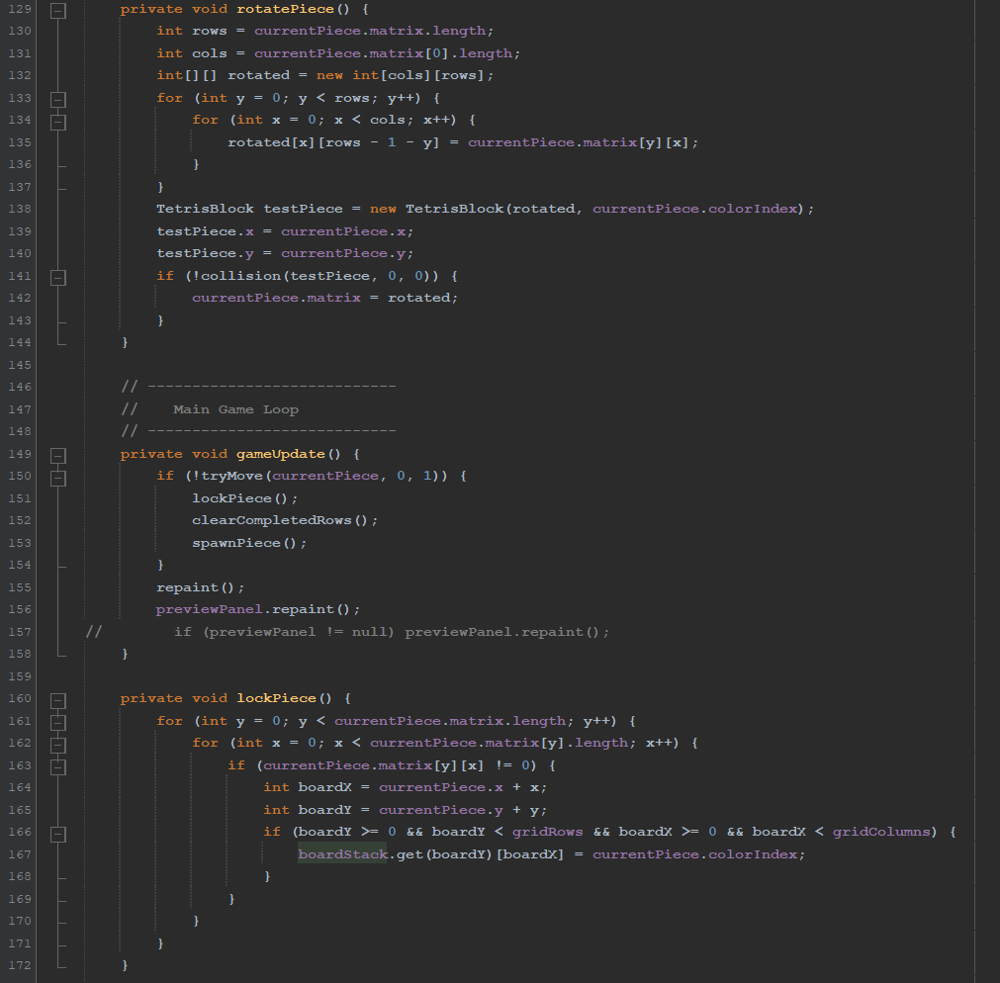 129 private void rotatePiece() {
130 int rows = currentPiece.matrix.length;
131 int cols = currentPiece.matrix[0].length;
132 int[][] rotated = new int[cols][rows];
133 for (int y = 0; y < rows; y++) {
134 for (int x = 0; x < cols; x++) {
135 rotated[x][rows - 1 - y] = currentPiece.matrix[y][x];
136 }
137 }
138 TetrisBlock testPiece = new TetrisBlock(rotated, currentPiece.colorIndex);
139 testPiece.x = currentPiece.x;
140 testPiece.y = currentPiece.y;
141 if (!collision(testPiece, 0, 0)) {
142 currentPiece.matrix = rotated;
143 }
144 }
145
146 // ----------------------------
147 // Main Game Loop
148 // ----------------------------
149 private void gameUpdate() {
150 if (!tryMove(currentPiece, 0, 1)) {
151 lockPiece();
152 clearCompletedRows();
153 spawnPiece();
154 }
155 repaint();
156 previewPanel.repaint();
157 // if (previewPanel != null) previewPanel.repaint();
158 }
159
160 private void lockPiece() {
161 for (int y = 0; y < currentPiece.matrix.length; y++) {
162 for (int x = 0; x < currentPiece.matrix[y].length; x++) {
163 if (currentPiece.matrix[y][x] != 0) {
164 int boardX = currentPiece.x + x;
165 int boardY = currentPiece.y + y;
166 if (boardY >= 0 && boardY < gridRows && boardX >= 0 && boardX < gridColumns) {
167 boardStack.get(boardY)[boardX] = currentPiece.colorIndex;
168 }
169 }
170 }
171 }
172 }